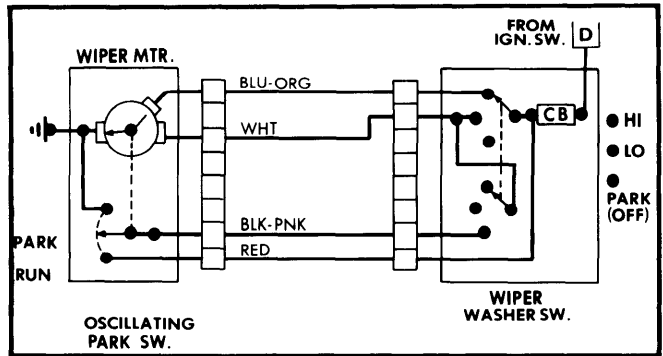 FROM
IGN. SW. D
WIPER MTR.
BLU-ORG
CB
HI
WHT
LO
PARK
(OFF)
BLK-PNK
PARK
RED
RUN
WIPER
WASHER SW.
OSCILLATING
PARK SW.